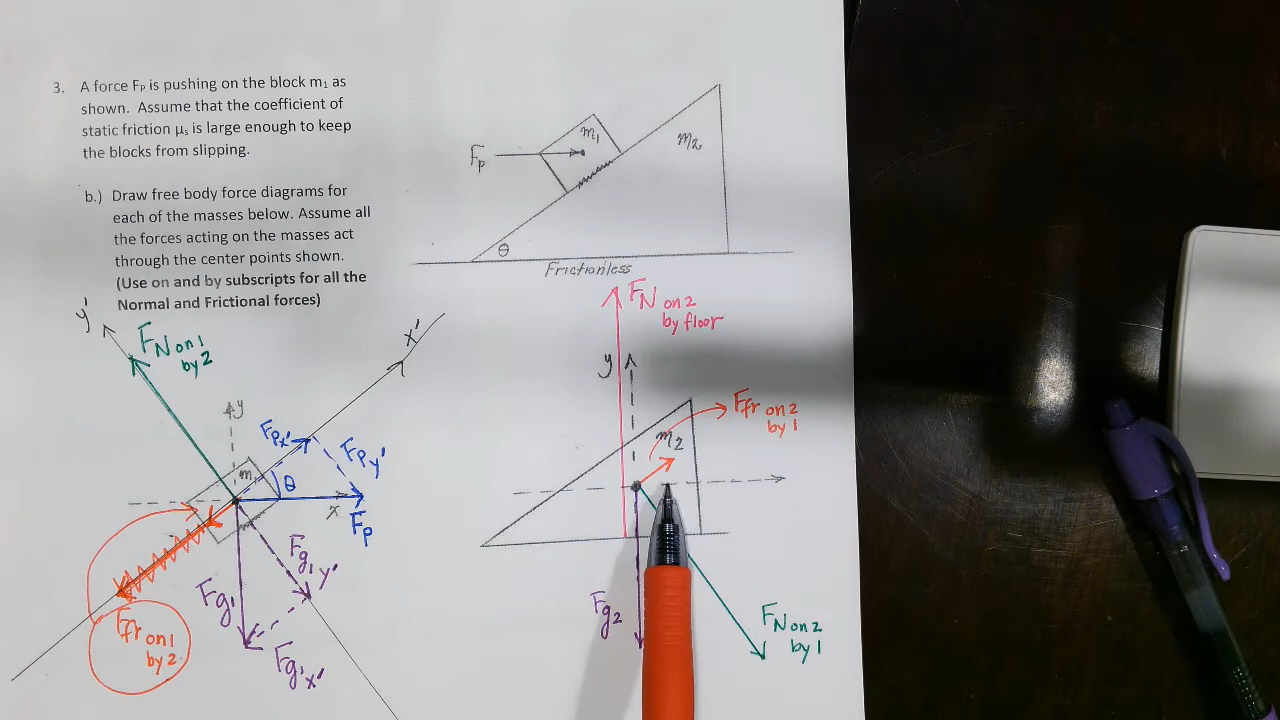 3. A force FP is pushing on the block m1 as
shown. Assume that the coefficient of
static friction μs is large enough to keep
the blocks from slipping.
b.) Draw free body force diagrams for
each of the masses below. Assume all
the forces acting on the masses act
through the center points shown.
(Use on and by subscripts for all the
Normal and Frictional forces)
Fp
m1
m2
θ
Frictionless
y'
FN on 1
by 2
x'
y
Fpx'
Fpy'
m1
θ
x
Fp
Fg1
Fg1y'
Fg1x'
Ffr on 1
by 2
FN on 2
by floor
y
Ffr on 2
by 1
m2
Fg2
FN on 2
by 1